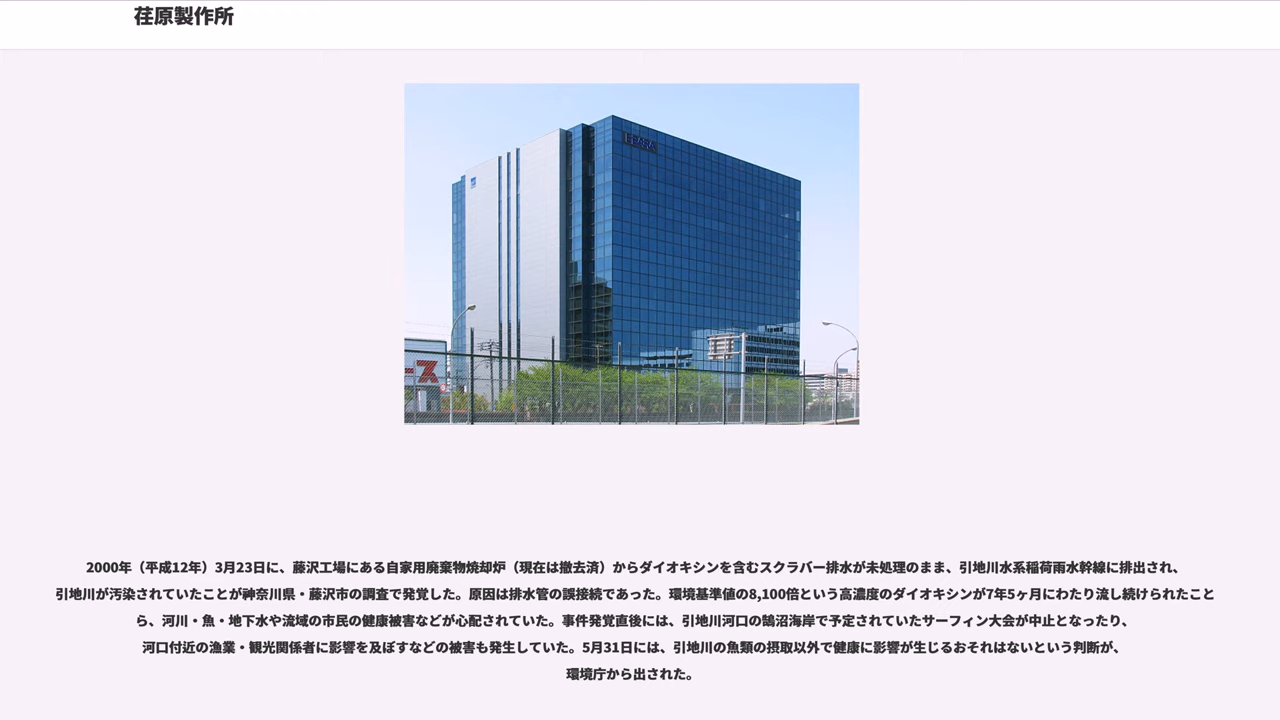 荏原製作所
EBARA
ース
2000年（平成12年）3月23日に、藤沢工場にある自家用廃棄物焼却炉（現在は撤去済）からダイオキシンを含むスクラバー排水が未処理のまま、引地川水系稲荷雨水幹線に排出され、
引地川が汚染されていたことが神奈川県・藤沢市の調査で発覚した。原因は排水管の誤接続であった。環境基準値の8,100倍という高濃度のダイオキシンが7年5ヶ月にわたり流し続けられたこと
ら、河川・魚・地下水や流域の市民の健康被害などが心配されていた。事件発覚直後には、引地川河口の鵠沼海岸で予定されていたサーフィン大会が中止となったり、
河口付近の漁業・観光関係者に影響を及ぼすなどの被害も発生していた。5月31日には、引地川の魚類の摂取以外で健康に影響が生じるおそれはないという判断が、
環境庁から出された。